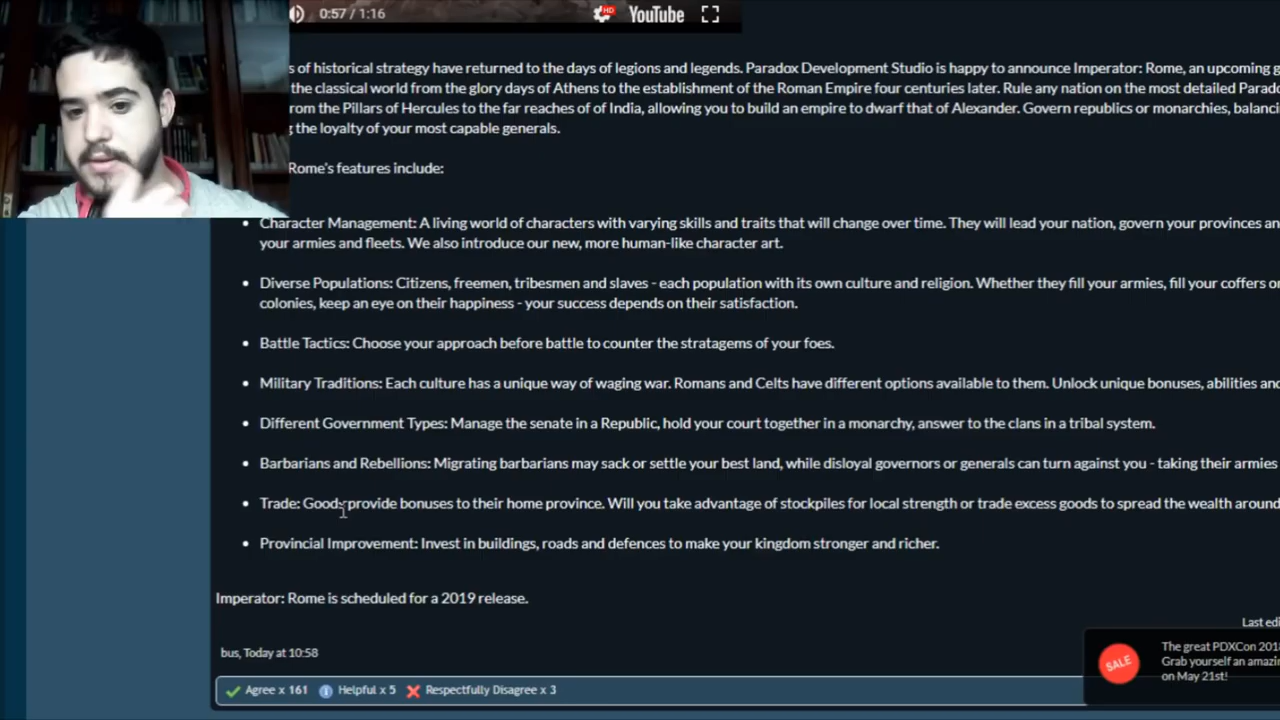 0:57 / 1:16
HD
YouTube
s of historical strategy have returned to the days of legions and legends. Paradox Development Studio is happy to announce Imperator: Rome, an upcoming g
the classical world from the glory days of Athens to the establishment of the Roman Empire four centuries later. Rule any nation on the most detailed Parado
rom the Pillars of Hercules to the far reaches of of India, allowing you to build an empire to dwarf that of Alexander. Govern republics or monarchies, balanci
g the loyalty of your most capable generals.
Rome's features include:
• Character Management: A living world of characters with varying skills and traits that will change over time. They will lead your nation, govern your provinces an
your armies and fleets. We also introduce our new, more human-like character art.
• Diverse Populations: Citizens, freemen, tribesmen and slaves - each population with its own culture and religion. Whether they fill your armies, fill your coffers or
colonies, keep an eye on their happiness - your success depends on their satisfaction.
• Battle Tactics: Choose your approach before battle to counter the stratagems of your foes.
• Military Traditions: Each culture has a unique way of waging war. Romans and Celts have different options available to them. Unlock unique bonuses, abilities and
• Different Government Types: Manage the senate in a Republic, hold your court together in a monarchy, answer to the clans in a tribal system.
• Barbarians and Rebellions: Migrating barbarians may sack or settle your best land, while disloyal governors or generals can turn against you - taking their armies
• Trade: Goods provide bonuses to their home province. Will you take advantage of stockpiles for local strength or trade excess goods to spread the wealth around
• Provincial Improvement: Invest in buildings, roads and defences to make your kingdom stronger and richer.
Imperator: Rome is scheduled for a 2019 release.
Last edi
bus, Today at 10:58
SALE
The great PDXCon 2018
Grab yourself an amazin
on May 21st!
Agree x 161 Helpful x 5 Respectfully Disagree x 3